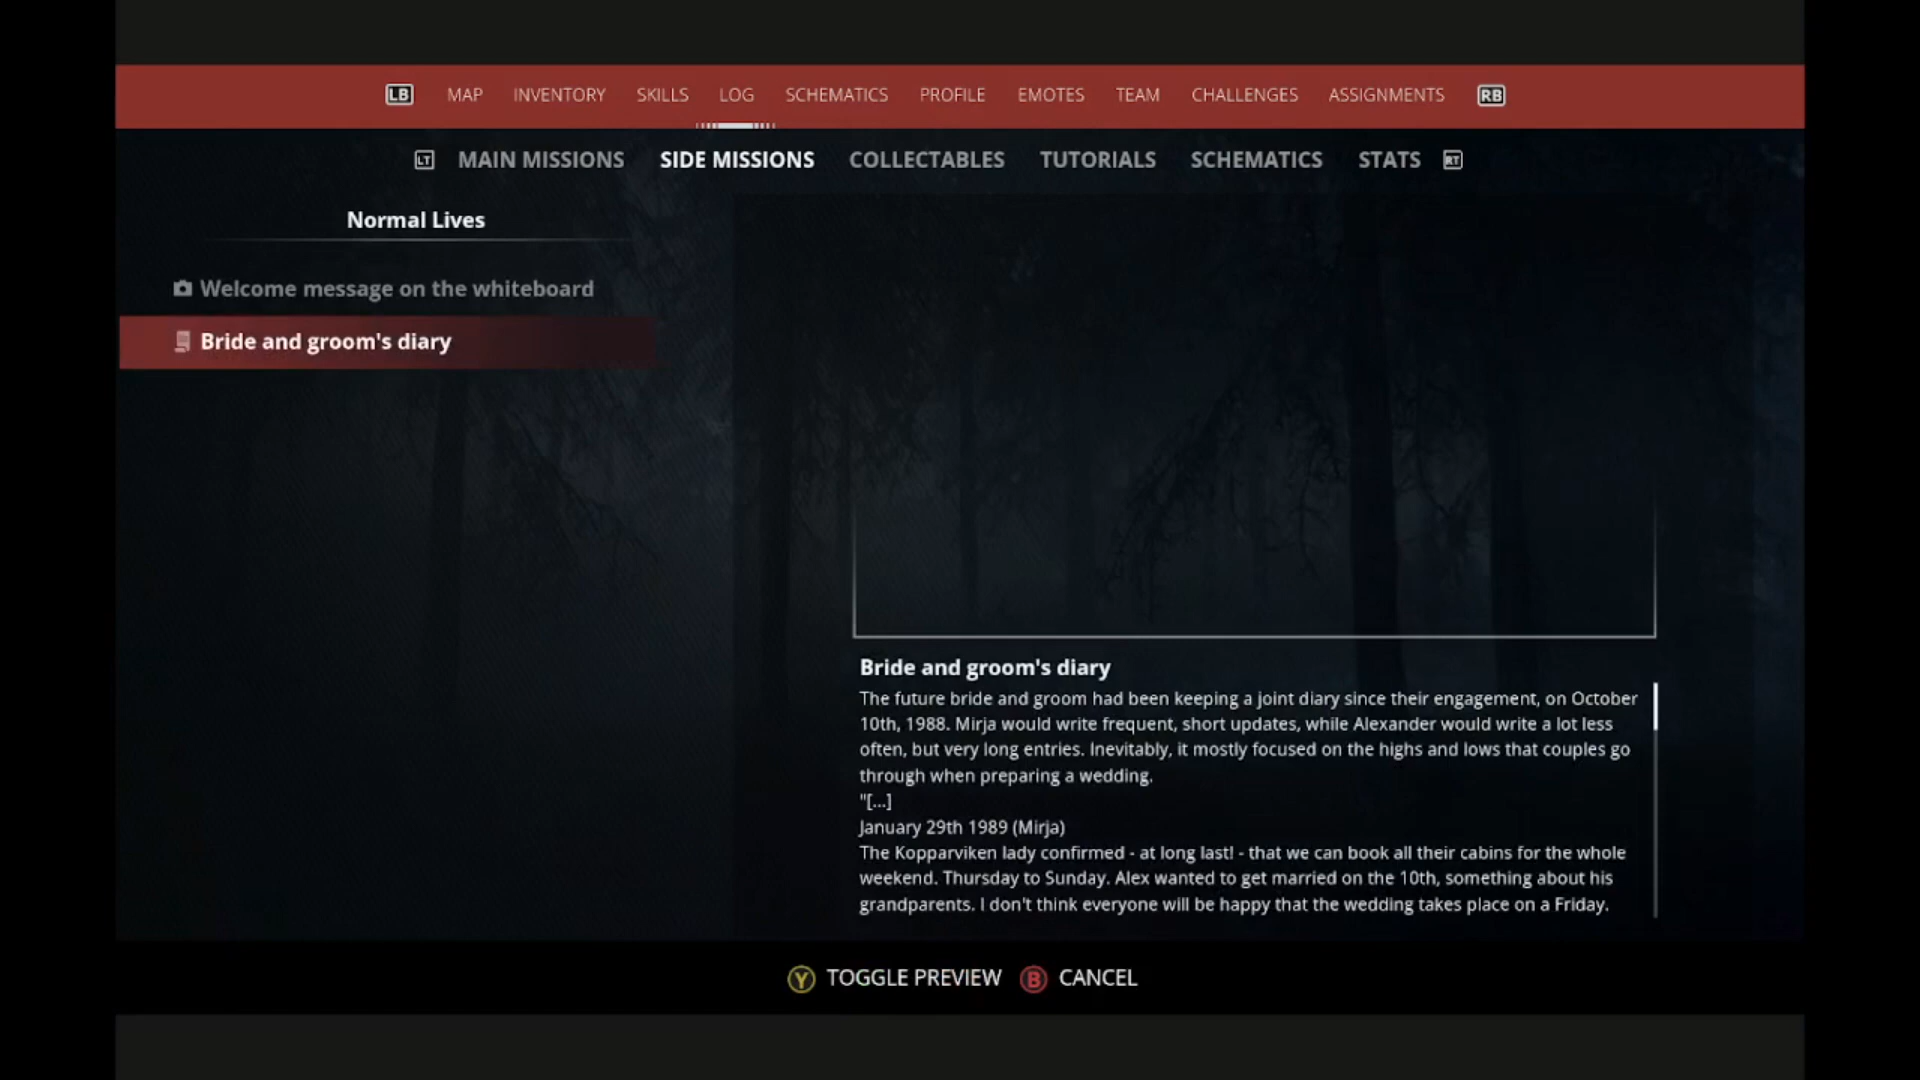 LB MAP INVENTORY SKILLS LOG SCHEMATICS PROFILE EMOTES TEAM CHALLENGES ASSIGNMENTS RB
LT MAIN MISSIONS SIDE MISSIONS COLLECTABLES TUTORIALS SCHEMATICS STATS RT
Normal Lives
Welcome message on the whiteboard
Bride and groom's diary
Bride and groom's diary
The future bride and groom had been keeping a joint diary since their engagement, on October
10th, 1988. Mirja would write frequent, short updates, while Alexander would write a lot less
often, but very long entries. Inevitably, it mostly focused on the highs and lows that couples go
through when preparing a wedding.
"[...]
January 29th 1989 (Mirja)
The Kopparviken lady confirmed - at long last! - that we can book all their cabins for the whole
weekend. Thursday to Sunday. Alex wanted to get married on the 10th, something about his
grandparents. I don't think everyone will be happy that the wedding takes place on a Friday.
Y TOGGLE PREVIEW B CANCEL